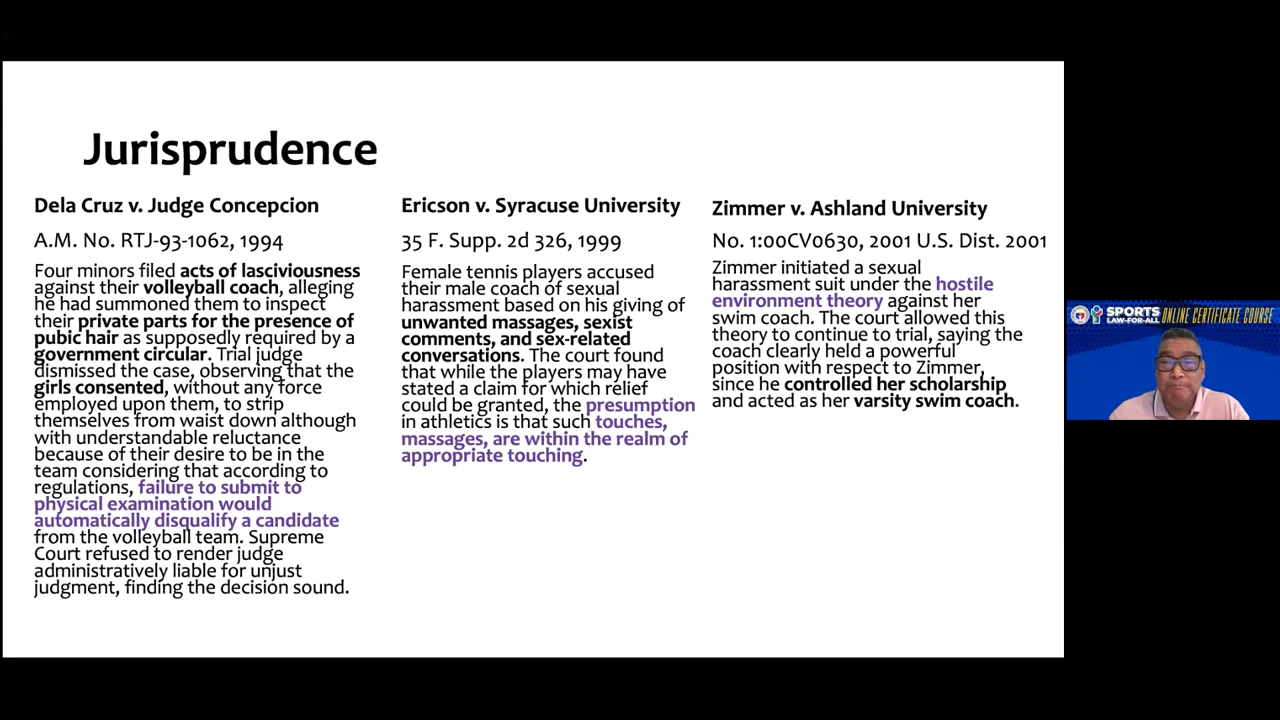 Jurisprudence
Dela Cruz v. Judge Concepcion
A.M. No. RTJ-93-1062, 1994
Four minors filed acts of lasciviousness
against their volleyball coach, alleging
he had summoned them to inspect
their private parts for the presence of
pubic hair as supposedly required by a
government circular. Trial judge
dismissed the case, observing that the
girls consented, without any force
employed upon them, to strip
themselves from waist down although
with understandable reluctance
because of their desire to be in the
team considering that according to
regulations, failure to submit to
physical examination would
automatically disqualify a candidate
from the volleyball team. Supreme
Court refused to render judge
administratively liable for unjust
judgment, finding the decision sound.
Ericson v. Syracuse University
35 F. Supp. 2d 326, 1999
Female tennis players accused
their male coach of sexual
harassment based on his giving of
unwanted massages, sexist
comments, and sex-related
conversations. The court found
that while the players may have
stated a claim for which relief
could be granted, the presumption
in athletics is that such touches,
massages, are within the realm of
appropriate touching.
Zimmer v. Ashland University
No. 1:00CV0630, 2001 U.S. Dist. 2001
Zimmer initiated a sexual
harassment suit under the hostile
environment theory against her
swim coach. The court allowed this
theory to continue to trial, saying the
coach clearly held a powerful
position with respect to Zimmer,
since he controlled her scholarship
and acted as her varsity swim coach.
SPORTS
LAW-FOR-ALL
ONLINE CERTIFICATE COURSE